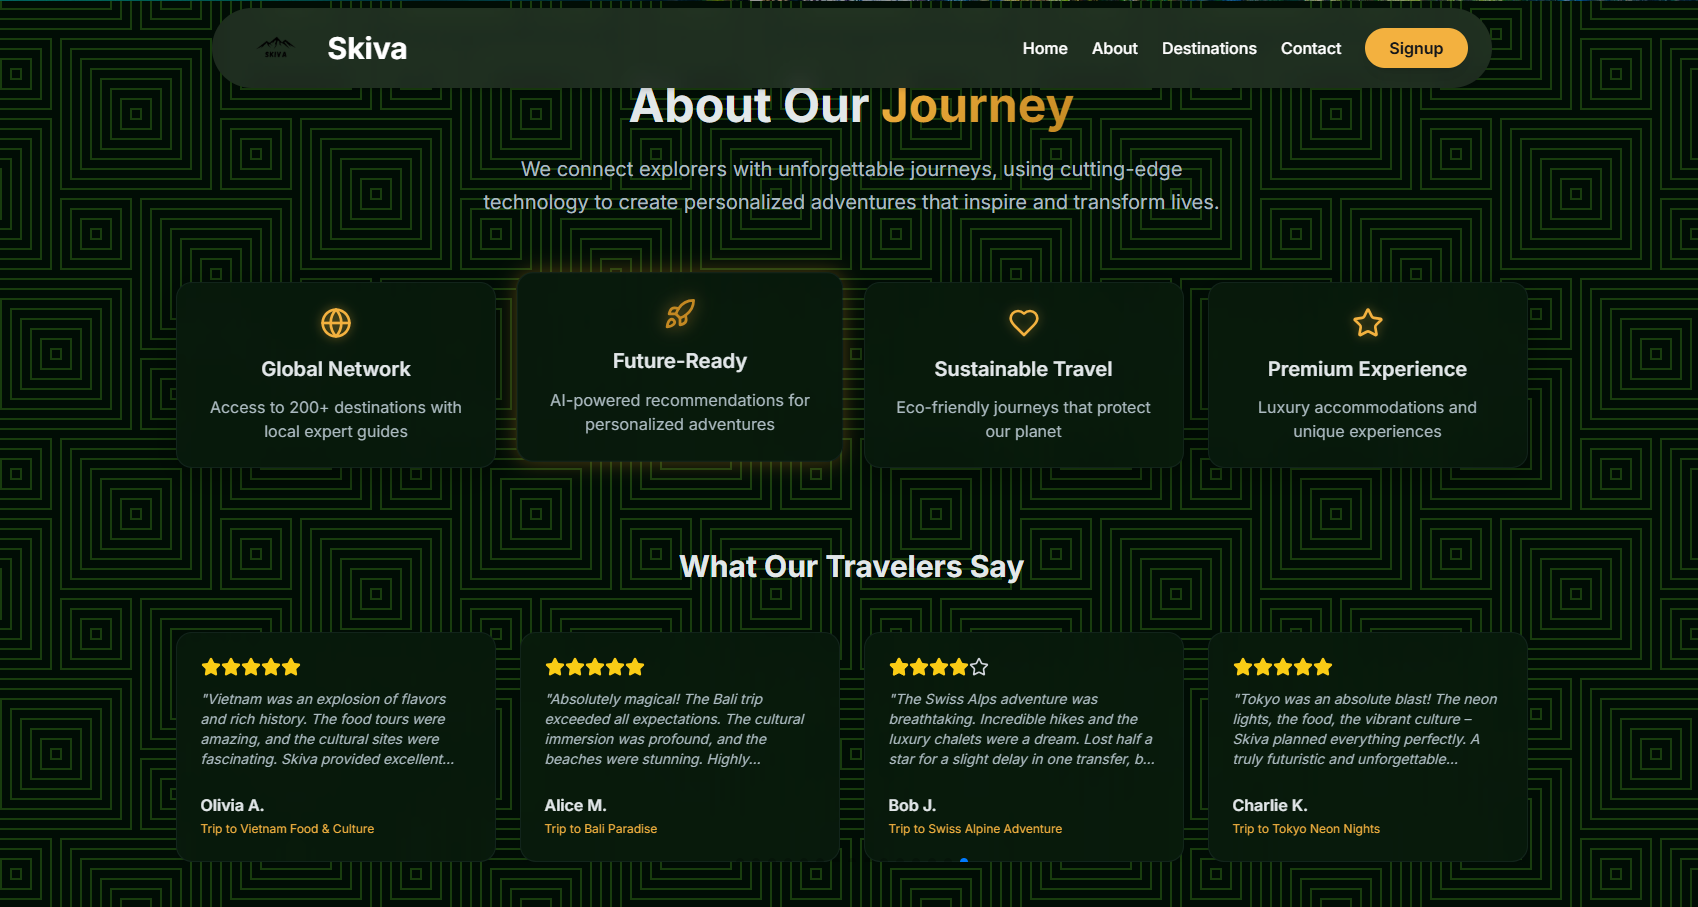 SKIVA
Skiva
Home
About
Destinations
Contact
Signup
About Our Journey
We connect explorers with unforgettable journeys, using cutting-edge
technology to create personalized adventures that inspire and transform lives.
Global Network
Access to 200+ destinations with
local expert guides
Future-Ready
AI-powered recommendations for
personalized adventures
Sustainable Travel
Eco-friendly journeys that protect
our planet
Premium Experience
Luxury accommodations and
unique experiences
What Our Travelers Say
"Vietnam was an explosion of flavors
and rich history. The food tours were
amazing, and the cultural sites were
fascinating. Skiva provided excellent...
Olivia A.
Trip to Vietnam Food & Culture
"Absolutely magical! The Bali trip
exceeded all expectations. The cultural
immersion was profound, and the
beaches were stunning. Highly...
Alice M.
Trip to Bali Paradise
"The Swiss Alps adventure was
breathtaking. Incredible hikes and the
luxury chalets were a dream. Lost half a
star for a slight delay in one transfer, b...
Bob J.
Trip to Swiss Alpine Adventure
"Tokyo was an absolute blast! The neon
lights, the food, the vibrant culture –
Skiva planned everything perfectly. A
truly futuristic and unforgettable...
Charlie K.
Trip to Tokyo Neon Nights